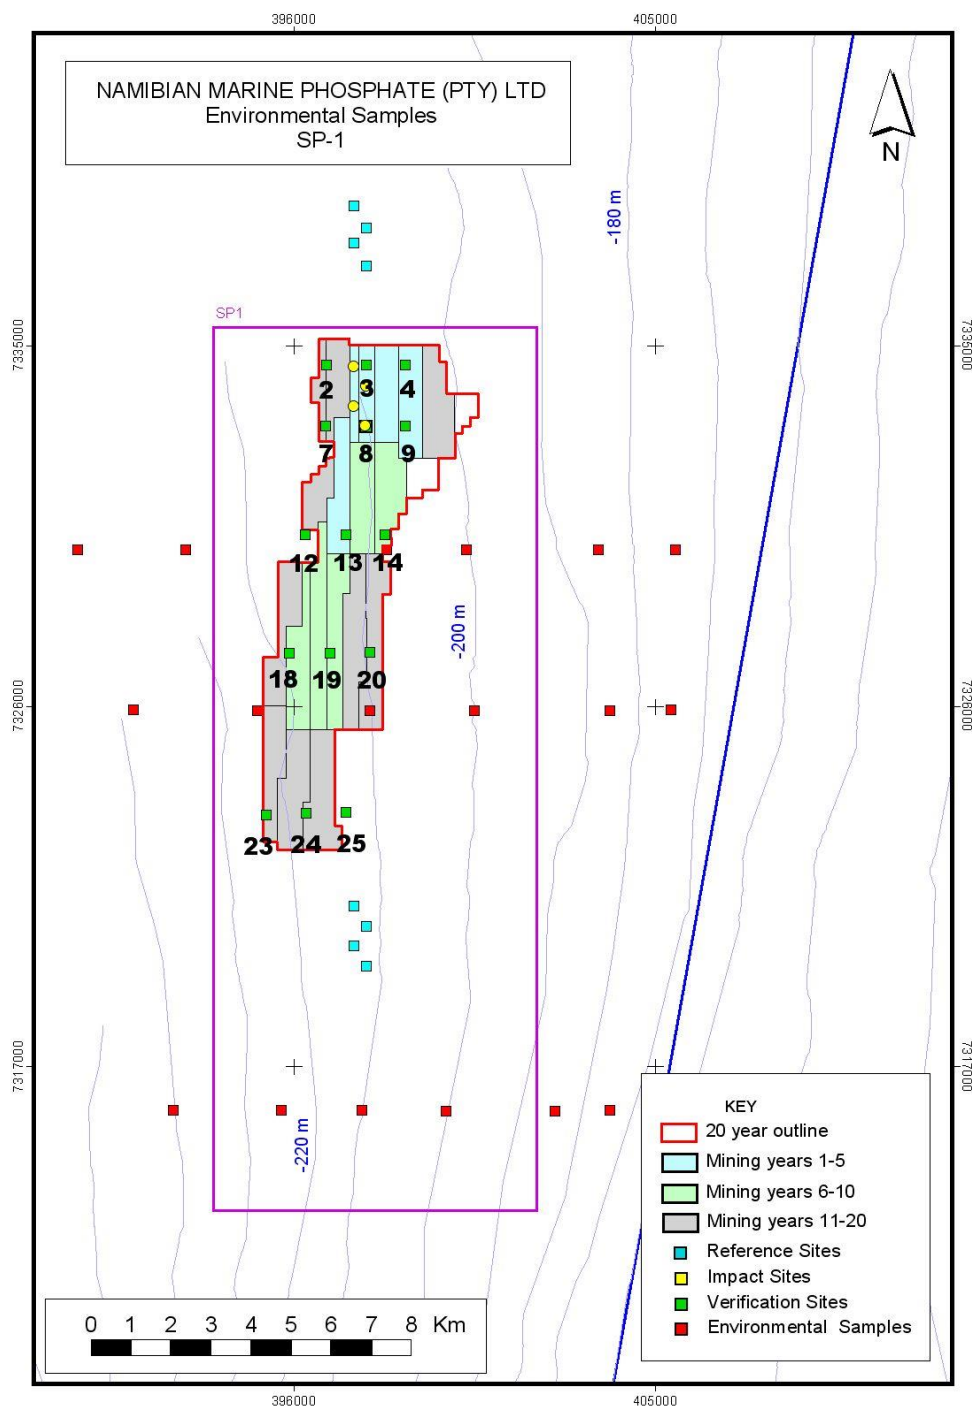 396000
405000
NAMIBIAN MARINE PHOSPHATE (PTY) LTD
Environmental Samples
SP-1
N
-180 m
SP1
7335000
7335000
2
3
4
7
8
9
12
13
14
-200 m
18
19
20
7326000
7326000
23
24
25
7317000
7317000
-220 m
KEY
20 year outline
Mining years 1-5
Mining years 6-10
Mining years 11-20
Reference Sites
Impact Sites
Verification Sites
Environmental Samples
0 1 2 3 4 5 6 7 8 Km
396000
405000